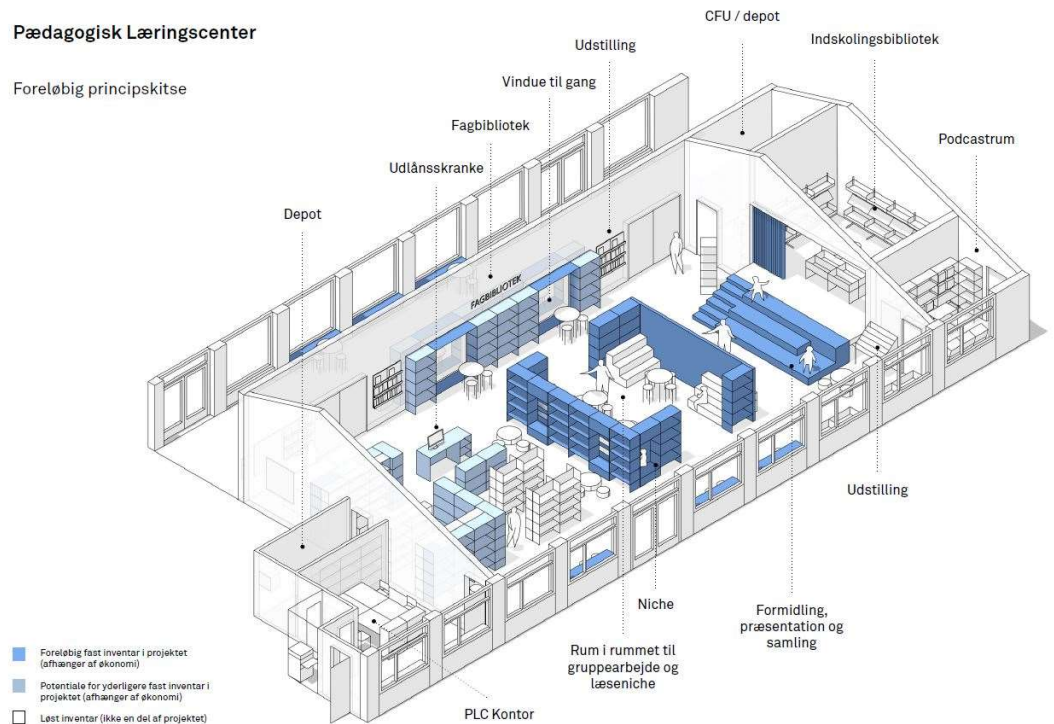 Pædagogisk Læringscenter
Foreløbig principskitse
CFU / depot
Indskolingsbibliotek
Udstilling
Vindue til gang
Podcastrum
Fagbibliotek
Udlånsskranke
Depot
FAGBIBLIOTEK
Udstilling
Niche
Formidling,
præsentation og
samling
Rum i rummet til
gruppearbejde og
læseniche
PLC Kontor
Foreløbig fast inventar i projektet
(afhænger af økonomi)
Potentiale for yderligere fast inventar i
projektet (afhænger af økonomi)
Løst inventar (ikke en del af projektet)